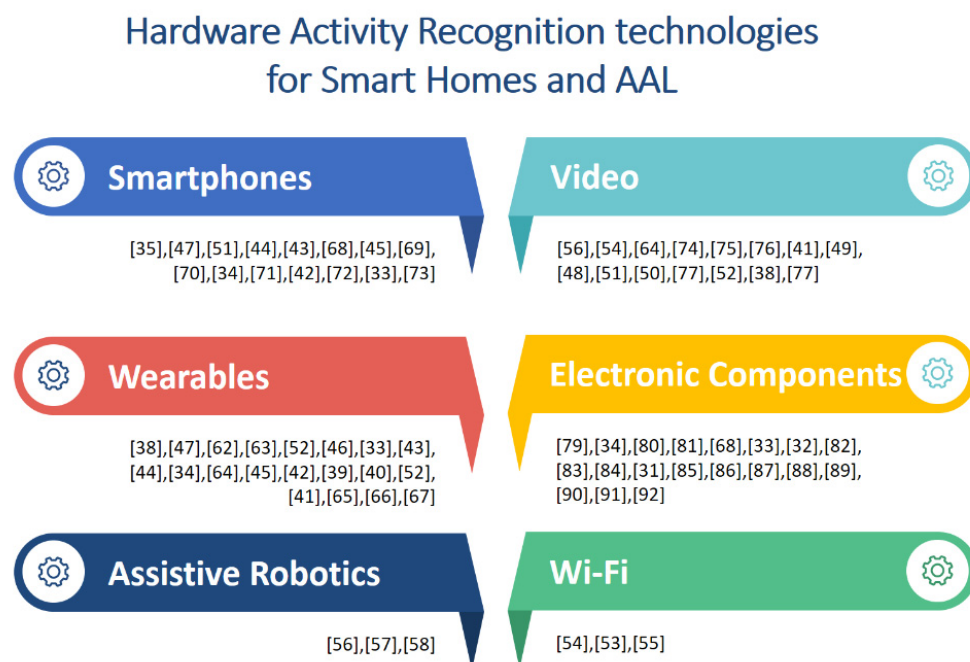 Hardware Activity Recognition technologies
for Smart Homes and AAL
Smartphones
[35],[47],[51],[44],[43],[68],[45],[69],
[70],[34],[71],[42],[72],[33],[73]
Video
[56],[54],[64],[74],[75],[76],[41],[49],
[48],[51],[50],[77],[52],[38],[77]
Wearables
[38],[47],[62],[63],[52],[46],[33],[43],
[44],[34],[64],[45],[42],[39],[40],[52],
[41],[65],[66],[67]
Electronic Components
[79],[34],[80],[81],[68],[33],[32],[82],
[83],[84],[31],[85],[86],[87],[88],[89],
[90],[91],[92]
Assistive Robotics
[56],[57],[58]
Wi-Fi
[54],[53],[55]